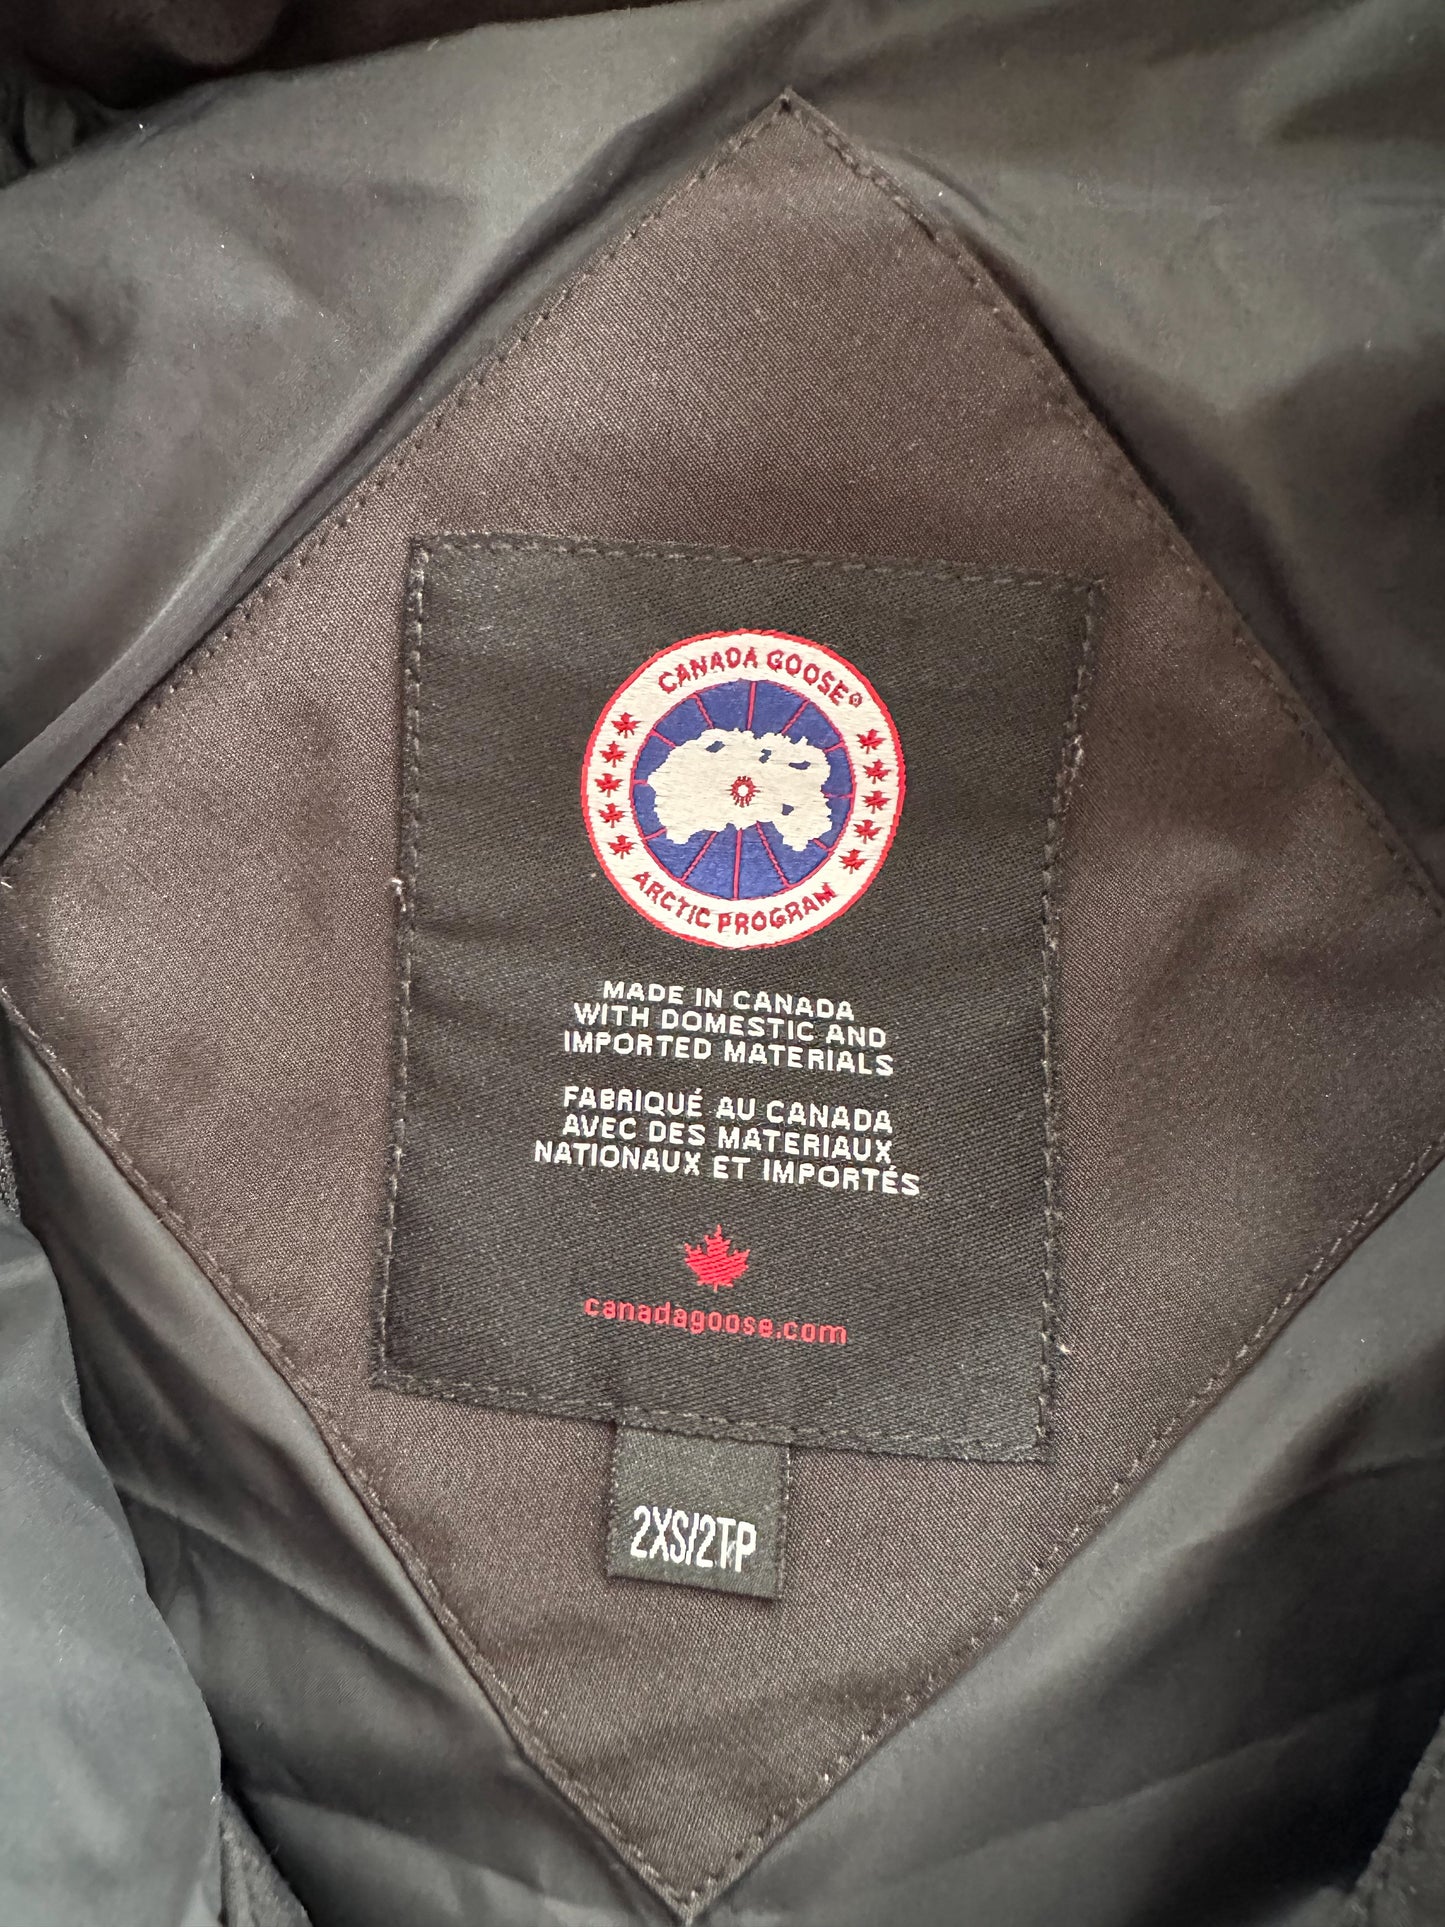 CANADA GOOSE®
ARCTIC PROGRAM
MADE IN CANADA
WITH DOMESTIC AND
IMPORTED MATERIALS
FABRIQUÉ AU CANADA
AVEC DES MATERIAUX
NATIONAUX ET IMPORTÉS
canadagoose.com
2XS/2TP